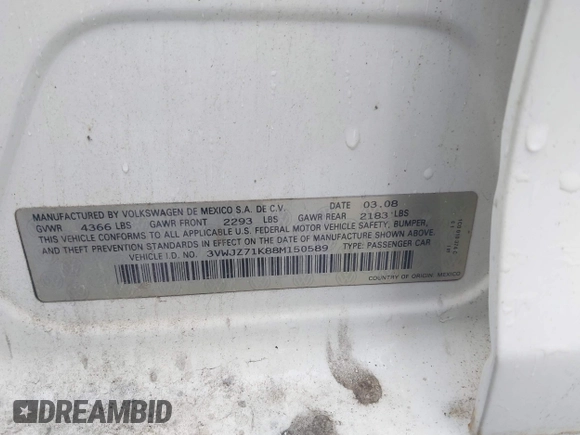 MANUFACTURED BY VOLKSWAGEN DE MEXICO S.A. DE C.V. DATE 03.08
GVWR 4366 LBS GAWR FRONT 2293 LBS GAWR REAR 2183 LBS
THIS VEHICLE CONFORMS TO ALL APPLICABLE U.S. FEDERAL MOTOR VEHICLE SAFETY, BUMPER,
AND THEFT PREVENTION STANDARDS IN EFFECT ON THE DATE OF MANUFACTURE SHOWN ABOVE.
VEHICLE I.D. NO. 3VWJZ71K88M150589 TYPE: PASSENGER CAR
COUNTRY OF ORIGIN: MEXICO
DREAMBID